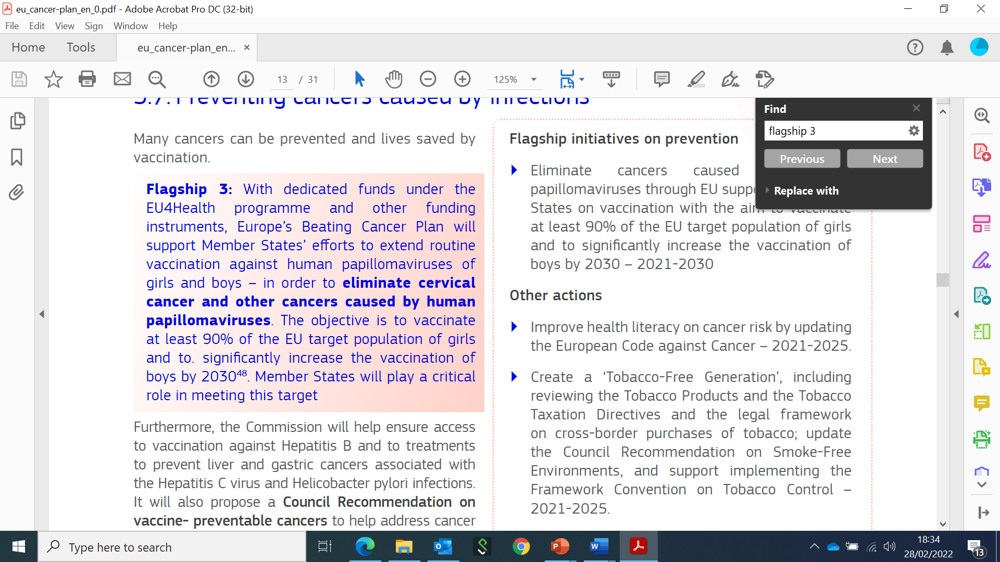 eu_cancer-plan_en_0.pdf - Adobe Acrobat Pro DC (32-bit)
File Edit View Sign Window Help
Home Tools eu_cancer-plan_en... ×
13 / 31 125%
3.7. Preventing cancers caused by infections
Many cancers can be prevented and lives saved by
vaccination.
Flagship 3: With dedicated funds under the
EU4Health programme and other funding
instruments, Europe’s Beating Cancer Plan will
support Member States’ efforts to extend routine
vaccination against human papillomaviruses of
girls and boys – in order to eliminate cervical
cancer and other cancers caused by human
papillomaviruses. The objective is to vaccinate
at least 90% of the EU target population of girls
and to. significantly increase the vaccination of
boys by 2030⁴⁸. Member States will play a critical
role in meeting this target
Furthermore, the Commission will help ensure access
to vaccination against Hepatitis B and to treatments
to prevent liver and gastric cancers associated with
the Hepatitis C virus and Helicobacter pylori infections.
It will also propose a Council Recommendation on
vaccine- preventable cancers to help address cancer
Flagship initiatives on prevention
Eliminate cancers caused
papillomaviruses through EU supp
States on vaccination with the aim to vaccinate
at least 90% of the EU target population of girls
and to significantly increase the vaccination of
boys by 2030 – 2021-2030
Other actions
Improve health literacy on cancer risk by updating
the European Code against Cancer – 2021-2025.
Create a ‘Tobacco-Free Generation’, including
reviewing the Tobacco Products and the Tobacco
Taxation Directives and the legal framework
on cross-border purchases of tobacco; update
the Council Recommendation on Smoke-Free
Environments, and support implementing the
Framework Convention on Tobacco Control –
2021-2025.
Find
flagship 3
Previous Next
Replace with
Type here to search
18:34
28/02/2022
13